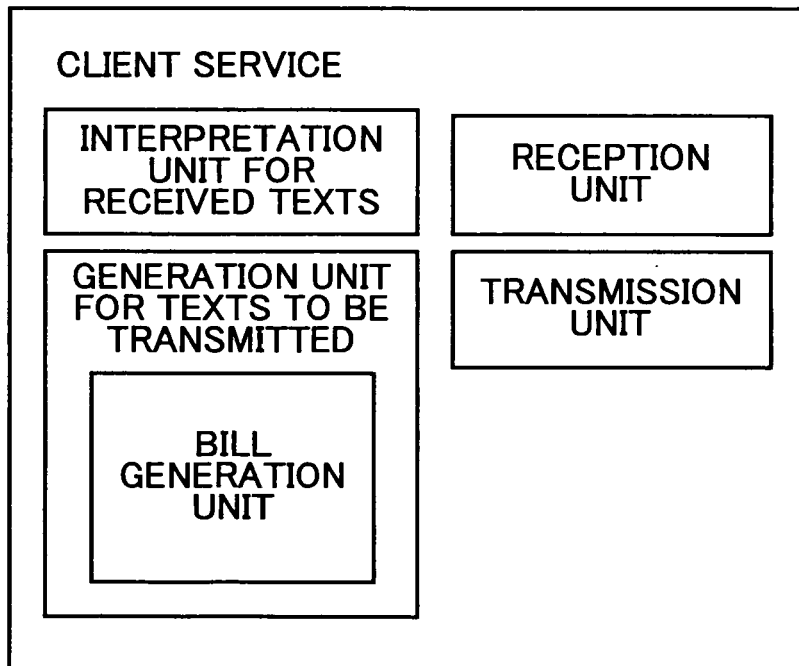 CLIENT SERVICE
INTERPRETATION
UNIT FOR
RECEIVED TEXTS
RECEPTION
UNIT
GENERATION UNIT
FOR TEXTS TO BE
TRANSMITTED
TRANSMISSION
UNIT
BILL
GENERATION
UNIT